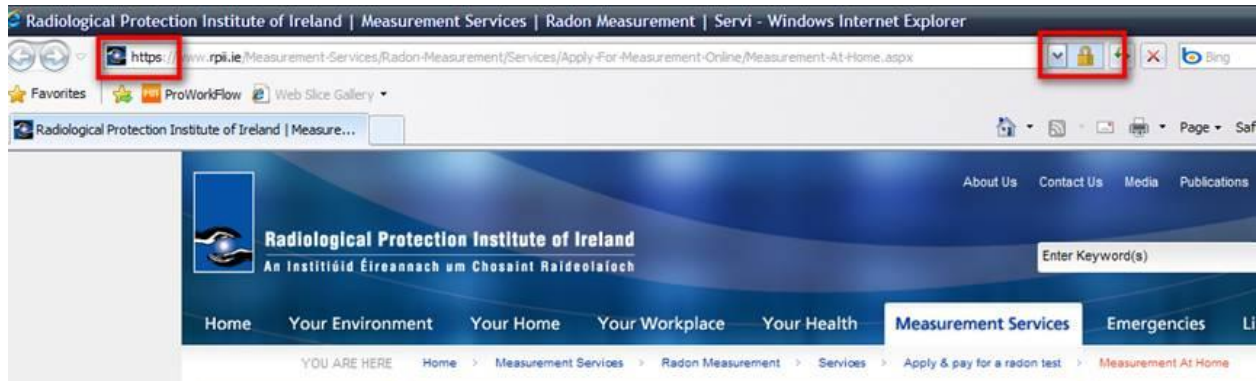 Radiological Protection Institute of Ireland | Measurement Services | Radon Measurement | Servi - Windows Internet Explorer
https://www.rpii.ie/Measurement-Services/Radon-Measurement/Services/Apply-For-Measurement-Online/Measurement-At-Home.aspx
Bing
Favorites ProWorkFlow Web Slice Gallery
Radiological Protection Institute of Ireland | Measure...
Page Saf
About Us Contact Us Media Publications
Radiological Protection Institute of Ireland
An Institiúid Éireannach um Chosaint Raideolaíoch
Enter Keyword(s)
Home Your Environment Your Home Your Workplace Your Health Measurement Services Emergencies Li
YOU ARE HERE Home > Measurement Services > Radon Measurement > Services > Apply & pay for a radon test > Measurement At Home